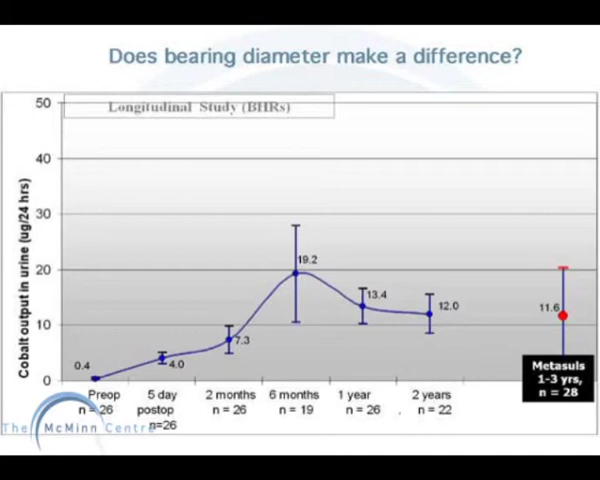 Does bearing diameter make a difference?
Longitudinal Study (BHRs)
Cobalt output in urine (ug/24 hrs)
50
40
30
20
10
0
0.4
4.0
7.3
19.2
13.4
12.0
11.6
Preop
n = 26
5 day
postop
n=26
2 months
n = 26
6 months
n = 19
1 year
n = 26
2 years
n = 22
Metasuls
1-3 yrs,
n = 28
The McMinn Centre